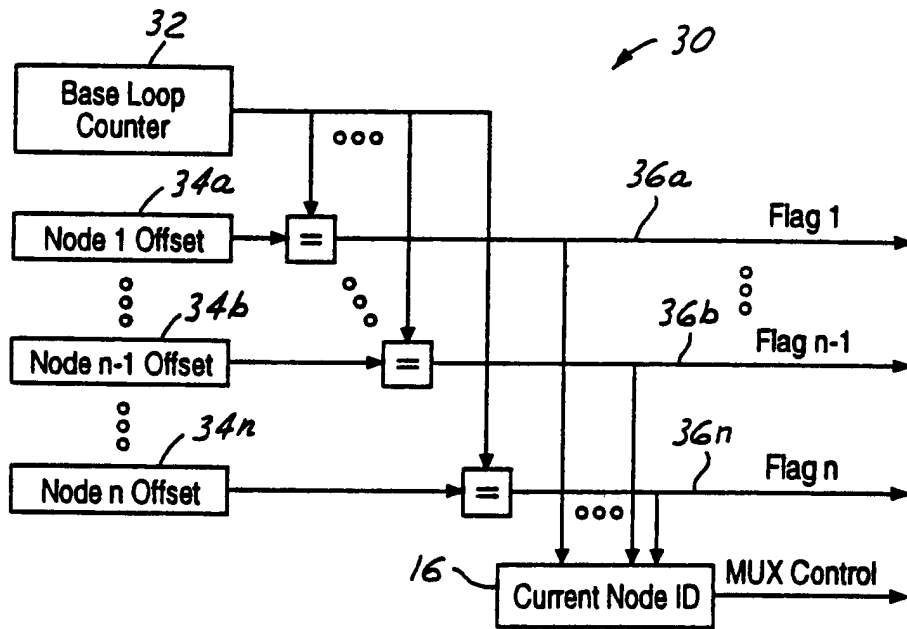 32
30
Base Loop
Counter
34a
36a
Node 1 Offset
=
Flag 1
34b
36b
Node n-1 Offset
=
Flag n-1
34n
36n
Node n Offset
=
Flag n
16
Current Node ID
MUX Control